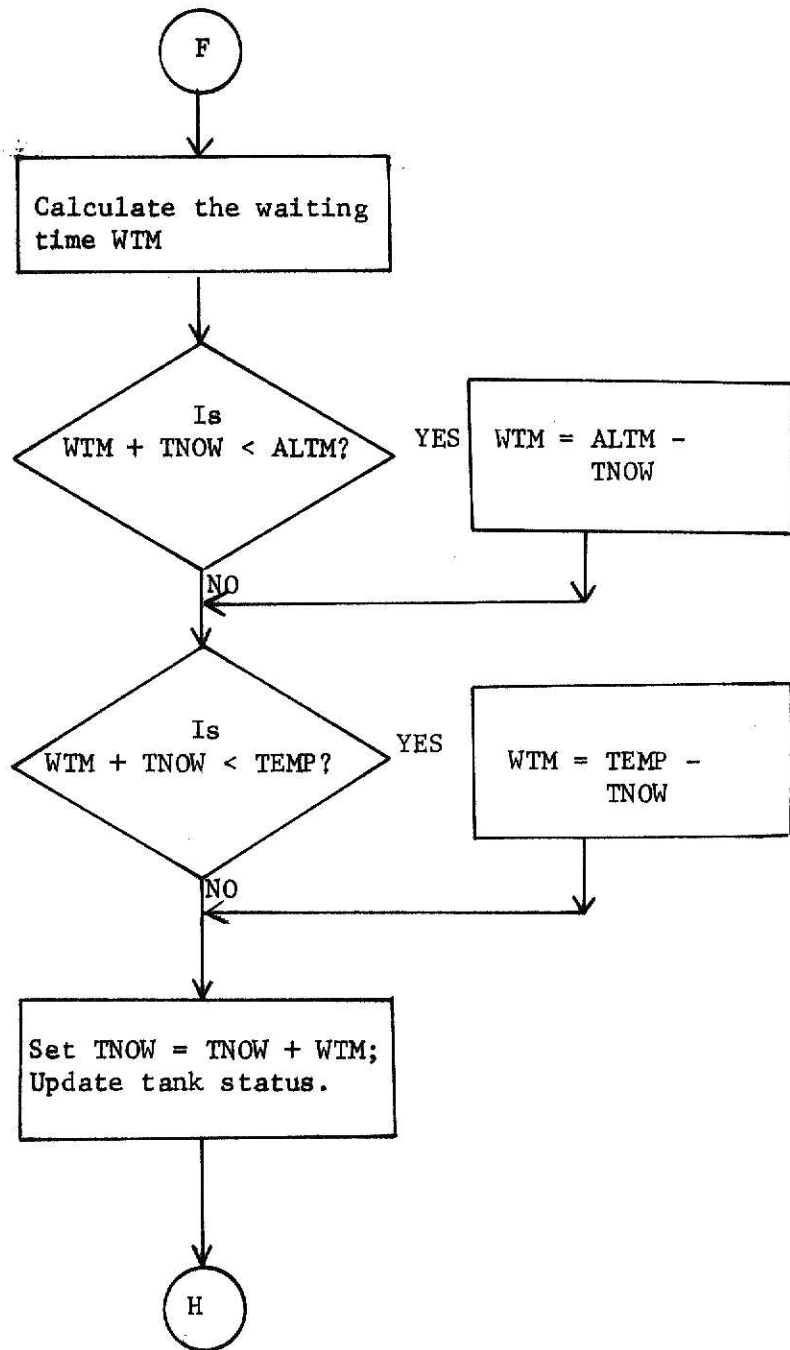 F
Calculate the waiting
time WTM
Is
WTM + TNOW < ALTM?
YES
WTM = ALTM -
TNOW
NO
Is
WTM + TNOW < TEMP?
YES
WTM = TEMP -
TNOW
NO
Set TNOW = TNOW + WTM;
Update tank status.
H